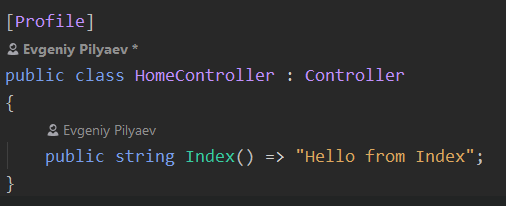 [Profile]
Evgeniy Pilyaev *
public class HomeController : Controller
{
Evgeniy Pilyaev
public string Index() => "Hello from Index";
}